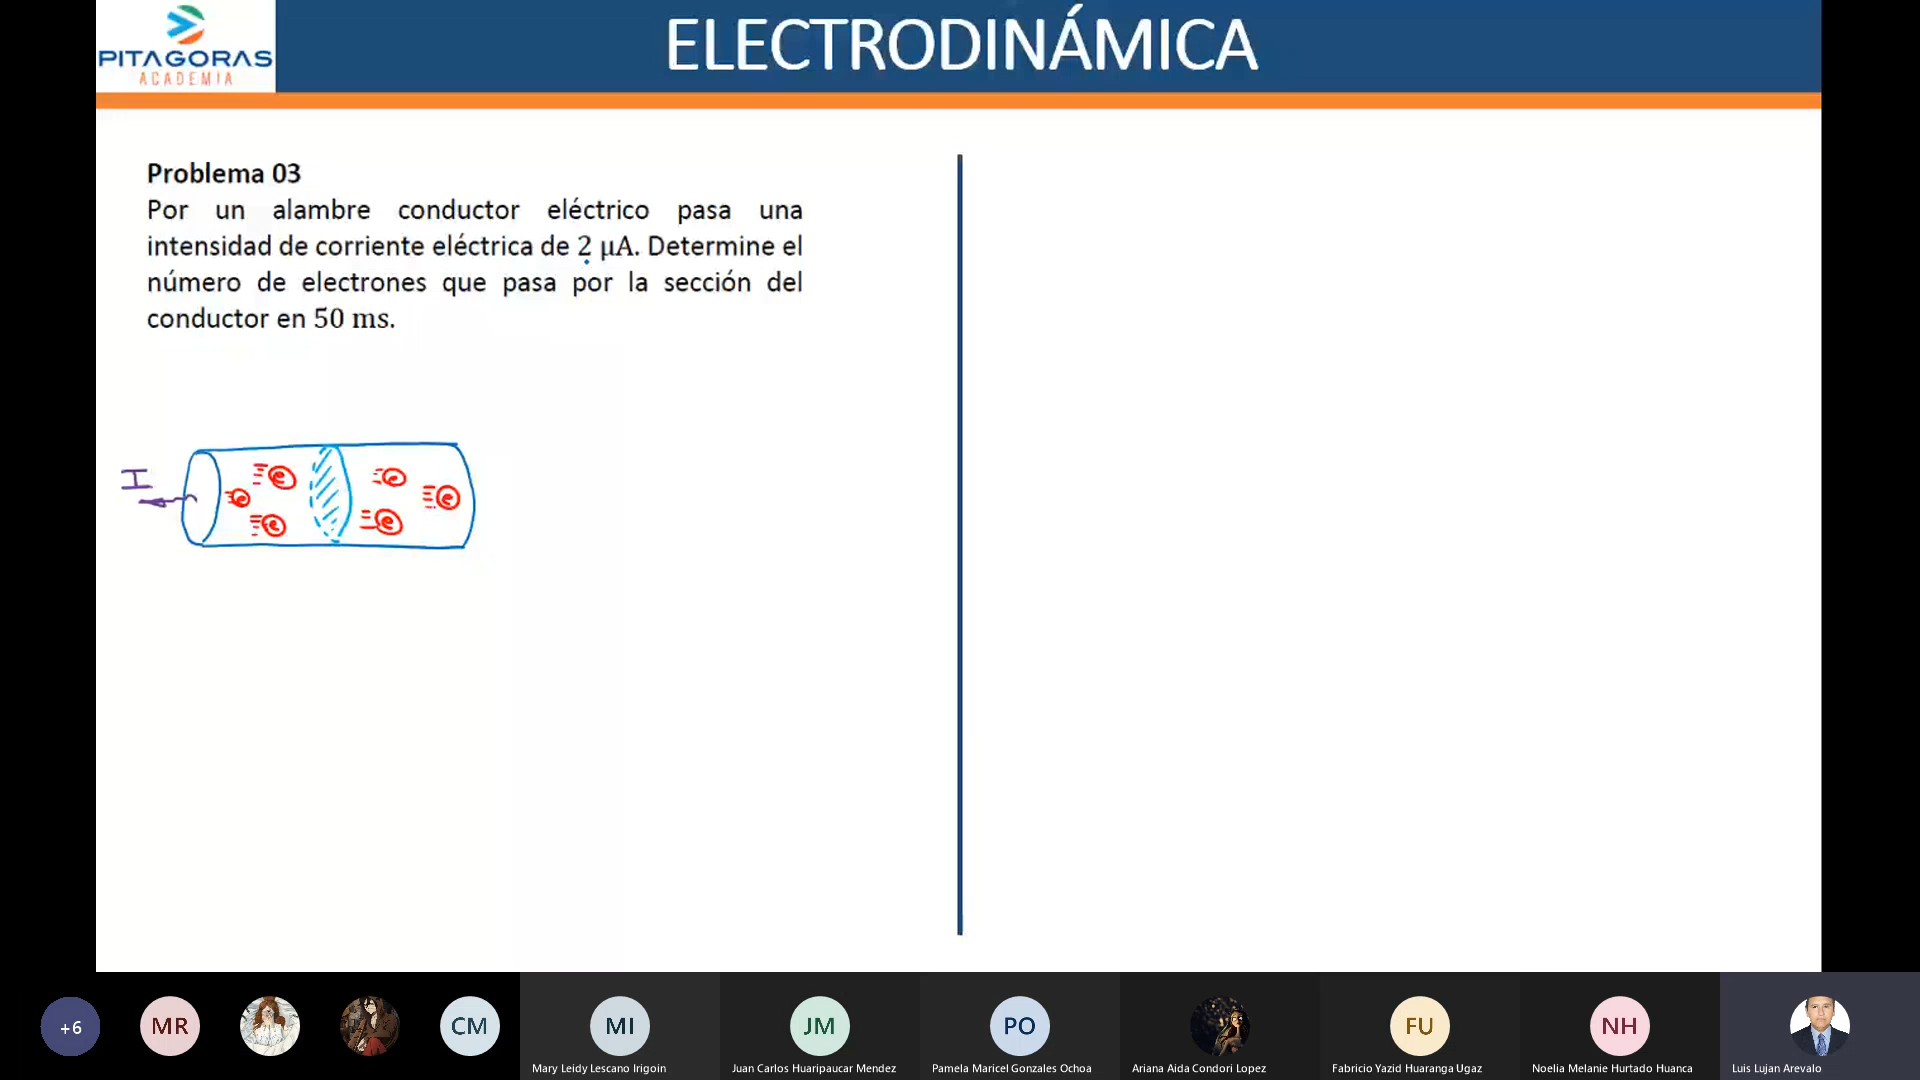 PITAGORAS
ACADEMIA
ELECTRODINÁMICA
Problema 03
Por un alambre conductor eléctrico pasa una
intensidad de corriente eléctrica de 2 μA. Determine el
número de electrones que pasa por la sección del
conductor en 50 ms.
I
e e e e e e
+6
MR
CM
MI
JM
PO
FU
NH
Mary Leidy Lescano Irigoin
Juan Carlos Huaripaucar Mendez
Pamela Maricel Gonzales Ochoa
Ariana Aida Condori Lopez
Fabricio Yazid Huaranga Ugaz
Noelia Melanie Hurtado Huanca
Luis Lujan Arevalo